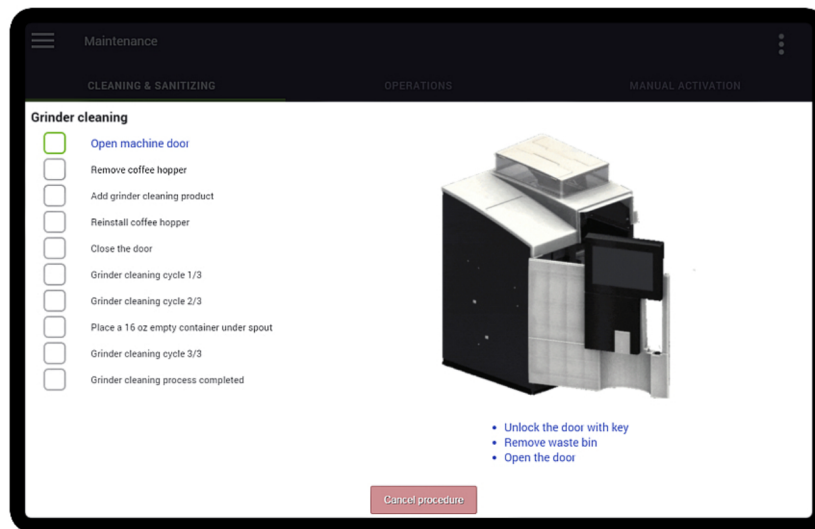 Maintenance
CLEANING & SANITIZING
OPERATIONS
MANUAL ACTIVATION
Grinder cleaning
Open machine door
Remove coffee hopper
Add grinder cleaning product
Reinstall coffee hopper
Close the door
Grinder cleaning cycle 1/3
Grinder cleaning cycle 2/3
Place a 16 oz empty container under spout
Grinder cleaning cycle 3/3
Grinder cleaning process completed
• Unlock the door with key
• Remove waste bin
• Open the door
Cancel procedure